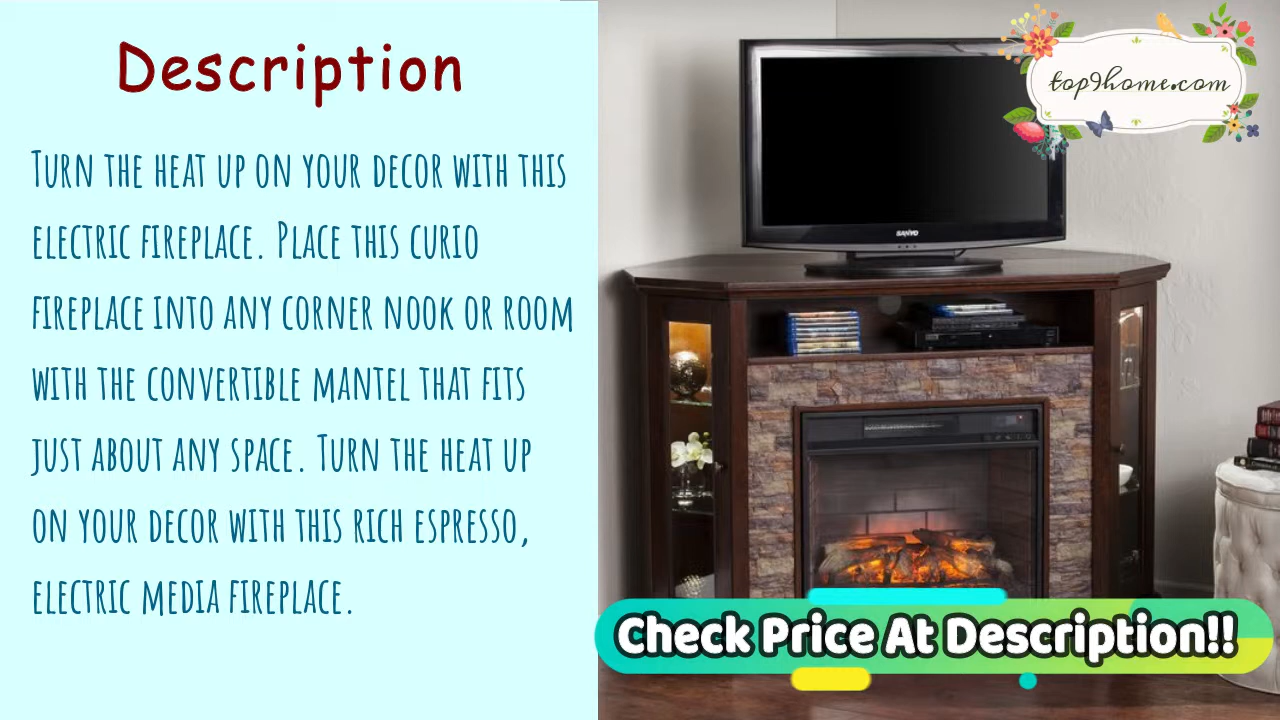 Description
Turn the heat up on your decor with this
electric fireplace. Place this curio
fireplace into any corner nook or room
with the convertible mantel that fits
just about any space. Turn the heat up
on your decor with this rich espresso,
electric media fireplace.
top9home.com
SANYO
Check Price At Description!!